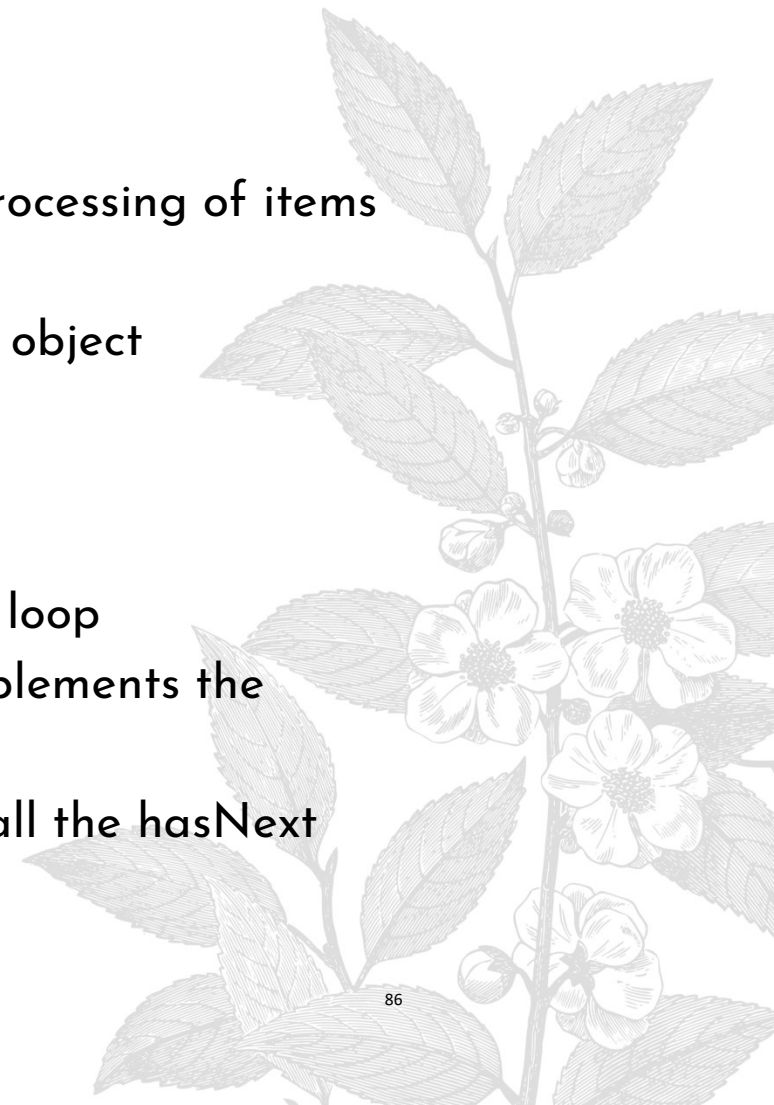 rocessing of items
object
loop
plements the
all the hasNext
86